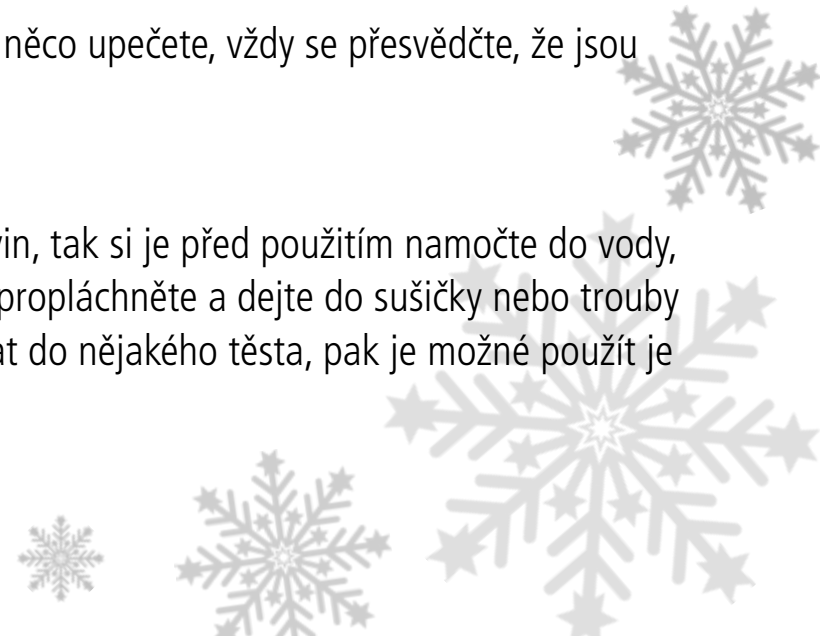 něco upečete, vždy se přesvědčte, že jsou
vin, tak si je před použitím namočte do vody,
propláchněte a dejte do sušičky nebo trouby
at do nějakého těsta, pak je možné použít je